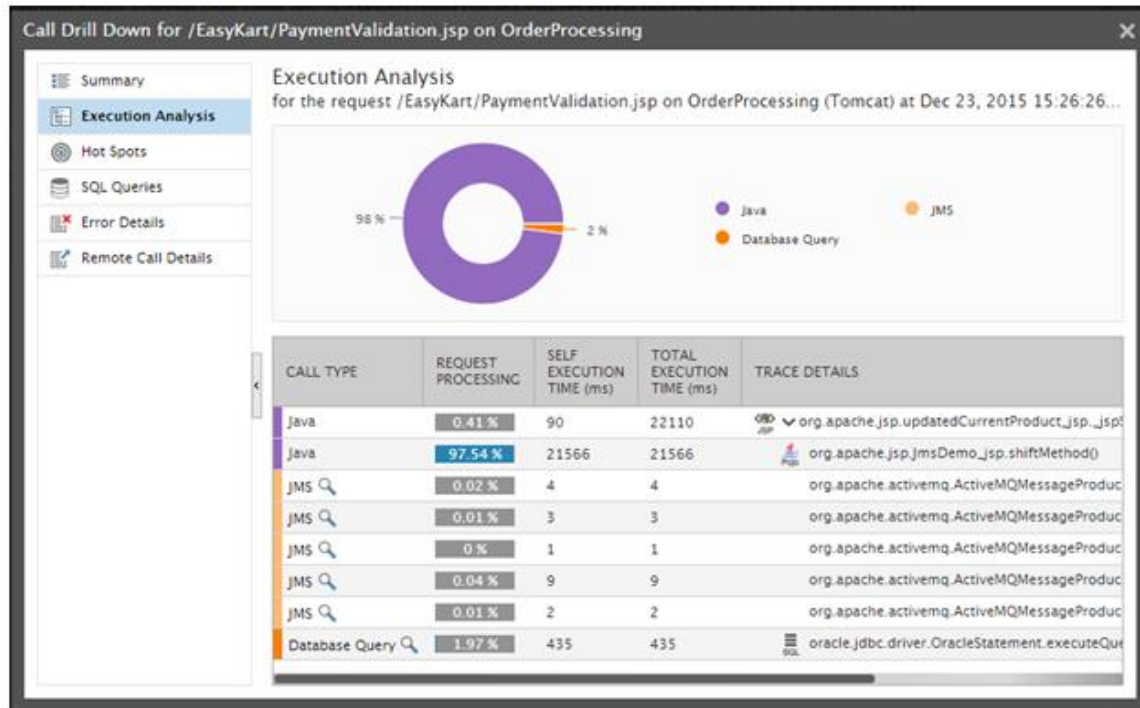 Call Drill Down for /EasyKart/PaymentValidation.jsp on OrderProcessing
Summary
Execution Analysis
Hot Spots
SQL Queries
Error Details
Remote Call Details
Execution Analysis
for the request /EasyKart/PaymentValidation.jsp on OrderProcessing (Tomcat) at Dec 23, 2015 15:26:26...
98 %
2 %
Java
JMS
Database Query
CALL TYPE REQUEST PROCESSING SELF EXECUTION TIME (ms) TOTAL EXECUTION TIME (ms) TRACE DETAILS
Java 0.41 % 90 22110 JSP org.apache.jsp.updatedCurrentProduct_jsp._jsp
Java 97.54 % 21566 21566 POJO org.apache.jsp.JmsDemo_jsp.shiftMethod()
JMS 0.02 % 4 4 org.apache.activemq.ActiveMQMessageProduc
JMS 0.01 % 3 3 org.apache.activemq.ActiveMQMessageProduc
JMS 0 % 1 1 org.apache.activemq.ActiveMQMessageProduc
JMS 0.04 % 9 9 org.apache.activemq.ActiveMQMessageProduc
JMS 0.01 % 2 2 org.apache.activemq.ActiveMQMessageProduc
Database Query 1.97 % 435 435 SQL oracle.jdbc.driver.OracleStatement.executeQue